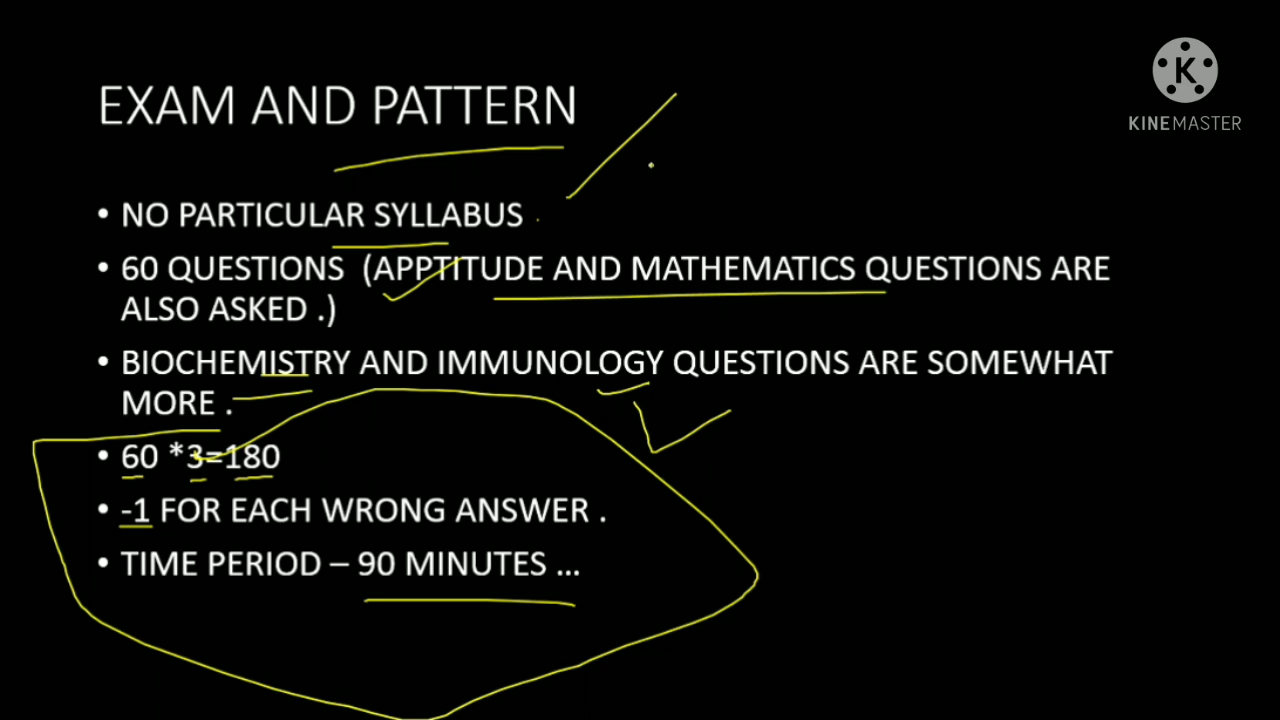 EXAM AND PATTERN
K
KINEMASTER
• NO PARTICULAR SYLLABUS
• 60 QUESTIONS (APPTITUDE AND MATHEMATICS QUESTIONS ARE
ALSO ASKED .)
• BIOCHEMISTRY AND IMMUNOLOGY QUESTIONS ARE SOMEWHAT
MORE .
• 60 *3=180
• -1 FOR EACH WRONG ANSWER .
• TIME PERIOD – 90 MINUTES ...